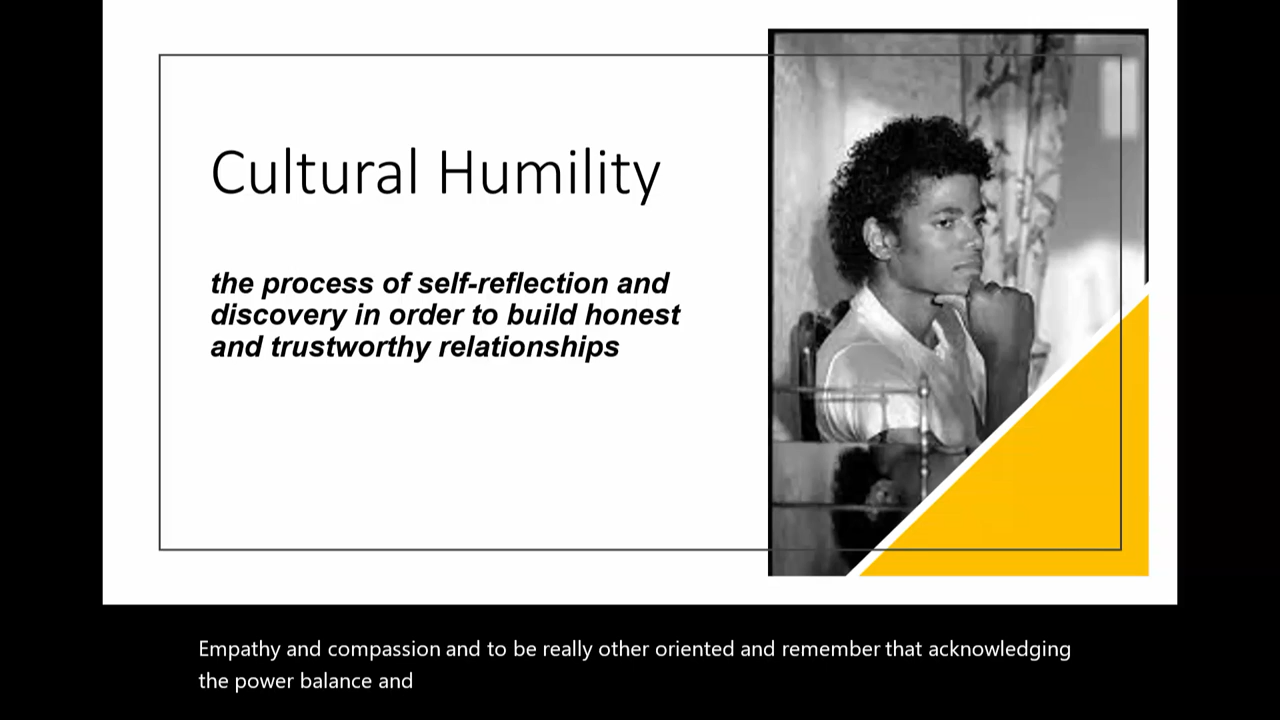 Cultural Humility
the process of self-reflection and
discovery in order to build honest
and trustworthy relationships
Empathy and compassion and to be really other oriented and remember that acknowledging
the power balance and